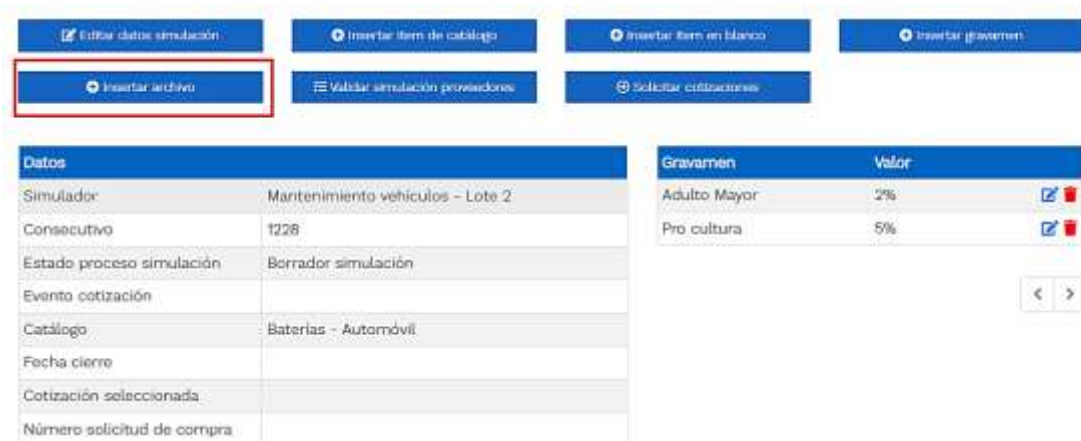 Editar datos simulación Insertar ítem de catálogo Insertar ítem en blanco Insertar gravamen
Insertar archivo Validar simulación proveedores Solicitar cotizaciones
Datos
Simulador Mantenimiento vehículos - Lote 2
Consecutivo 1228
Estado proceso simulación Borrador simulación
Evento cotización
Catálogo Baterías - Automóvil
Fecha cierre
Cotización seleccionada
Número solicitud de compra
Gravamen Valor
Adulto Mayor 2%
Pro cultura 5%